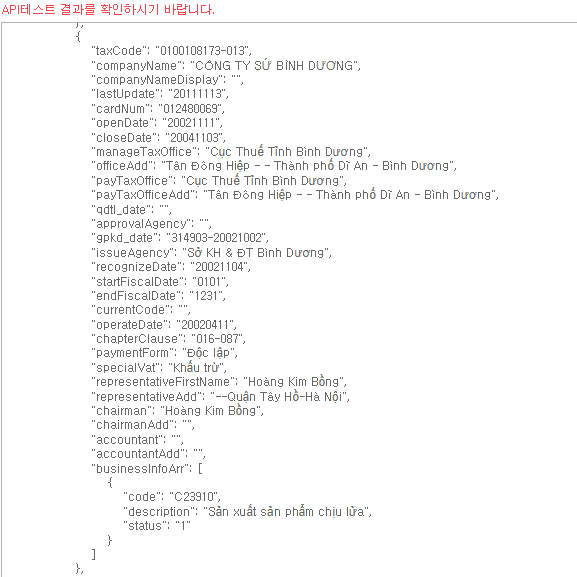 API테스트 결과를 확인하시기 바랍니다.
},
{
"taxCode": "0100108173-013",
"companyName": "CÔNG TY SỨ BÌNH DƯƠNG",
"companyNameDisplay": "",
"lastUpdate": "20111113",
"cardNum": "012480069",
"openDate": "20021111",
"closeDate": "20041103",
"manageTaxOffice": "Cục Thuế Tỉnh Bình Dương",
"officeAdd": "Tân Đông Hiệp - - Thành phố Dĩ An - Bình Dương",
"payTaxOffice": "Cục Thuế Tỉnh Bình Dương",
"payTaxOfficeAdd": "Tân Đông Hiệp - - Thành phố Dĩ An - Bình Dương",
"qdtl_date": "",
"approvalAgency": "",
"gpkd_date": "314903-20021002",
"issueAgency": "Sở KH & ĐT Bình Dương",
"recognizeDate": "20021104",
"startFiscalDate": "0101",
"endFiscalDate": "1231",
"currentCode": "",
"operateDate": "20020411",
"chapterClause": "016-087",
"paymentForm": "Độc lập",
"specialVat": "Khấu trừ",
"representativeFirstName": "Hoàng Kim Bồng",
"representativeAdd": "--Quận Tây Hồ-Hà Nội",
"chairman": "Hoàng Kim Bồng",
"chairmanAdd": "",
"accountant": "",
"accountantAdd": "",
"businessInfoArr": [
{
"code": "C23910",
"description": "Sản xuất sản phẩm chịu lửa",
"status": "1"
}
]
},